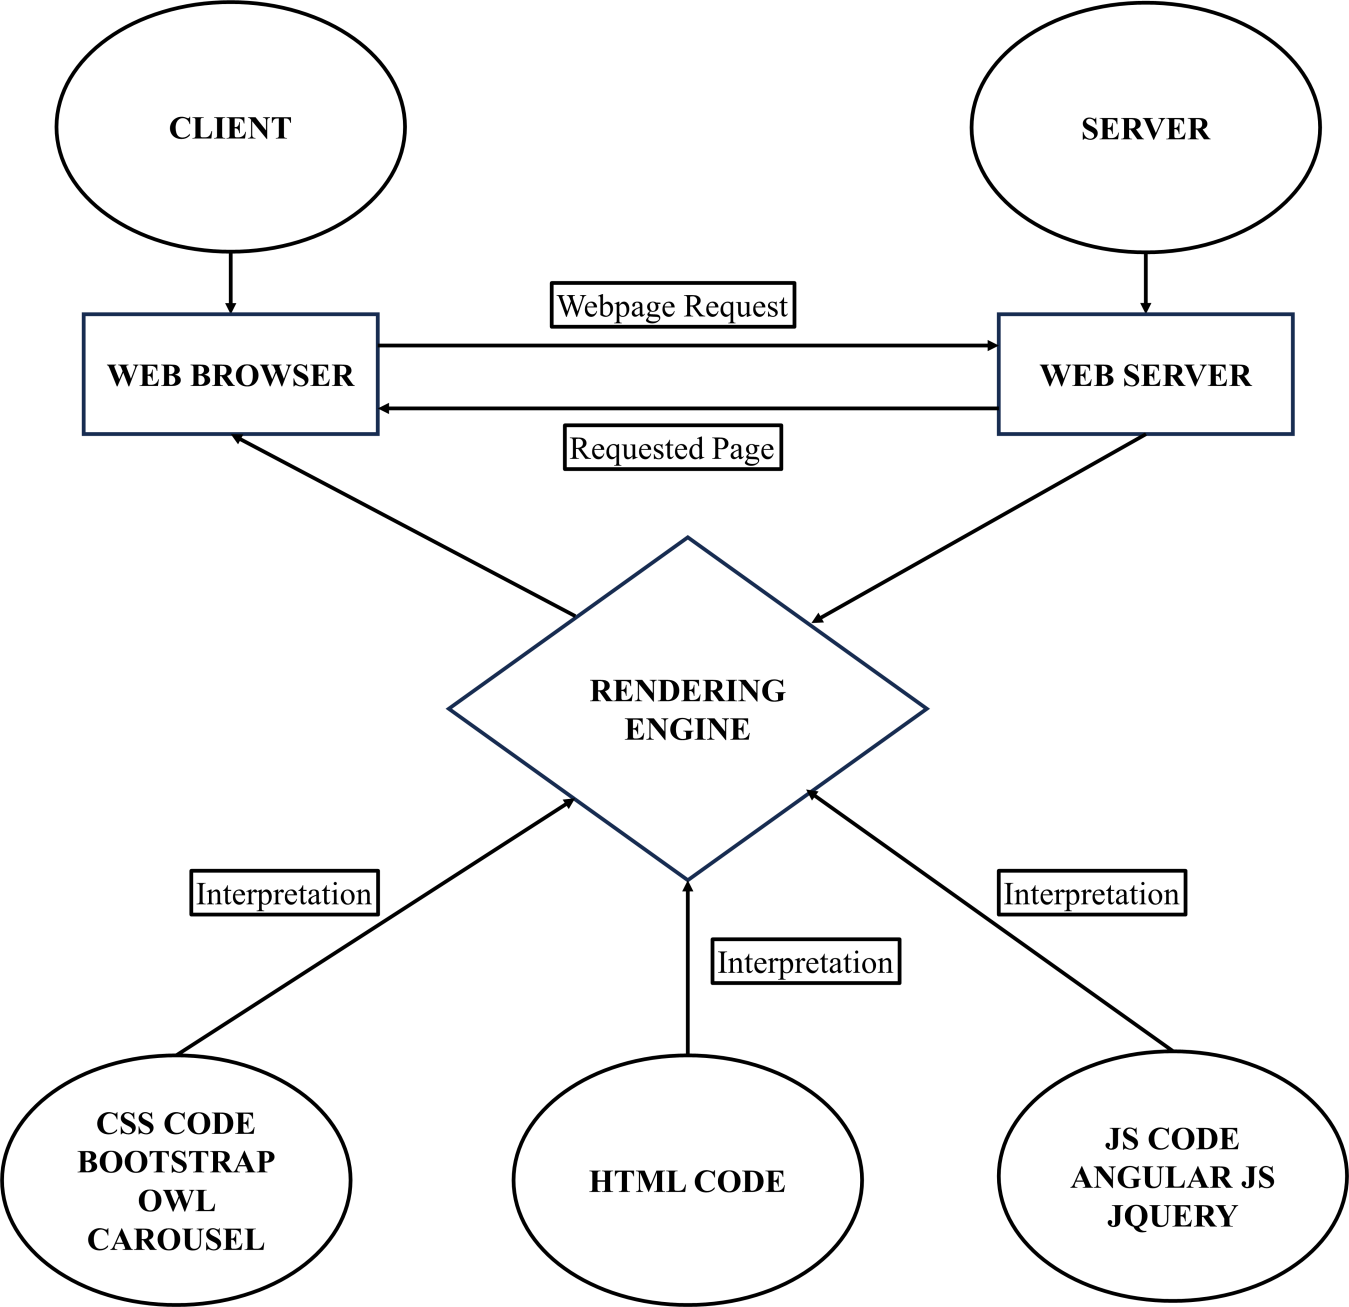 CLIENT
SERVER
Webpage Request
WEB BROWSER
WEB SERVER
Requested Page
RENDERING
ENGINE
Interpretation
Interpretation
Interpretation
CSS CODE
BOOTSTRAP
OWL
CAROUSEL
HTML CODE
JS CODE
ANGULAR JS
JQUERY